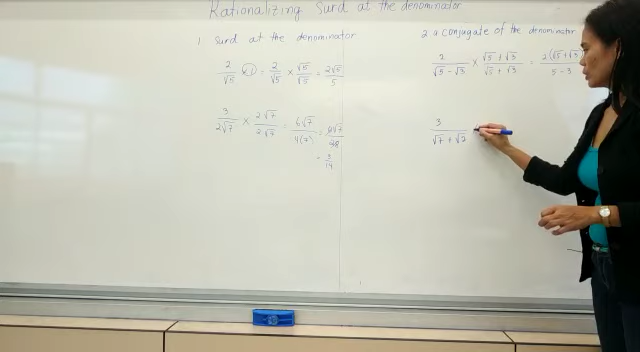 Rationalizing Surd at the denominator
1. Surd at the denominator
2/√5 = 2/√5 × √5/√5 = 2√5/5
3/2√7 × 2√7/2√7 = 6√7/4(7) = 6√7/28
= 3/14
2. a conjugate of the denominator
2/√5 - √3 × √5 + √3/√5 + √3 = 2(√5 + √3)/5 - 3
3/√7 + √2